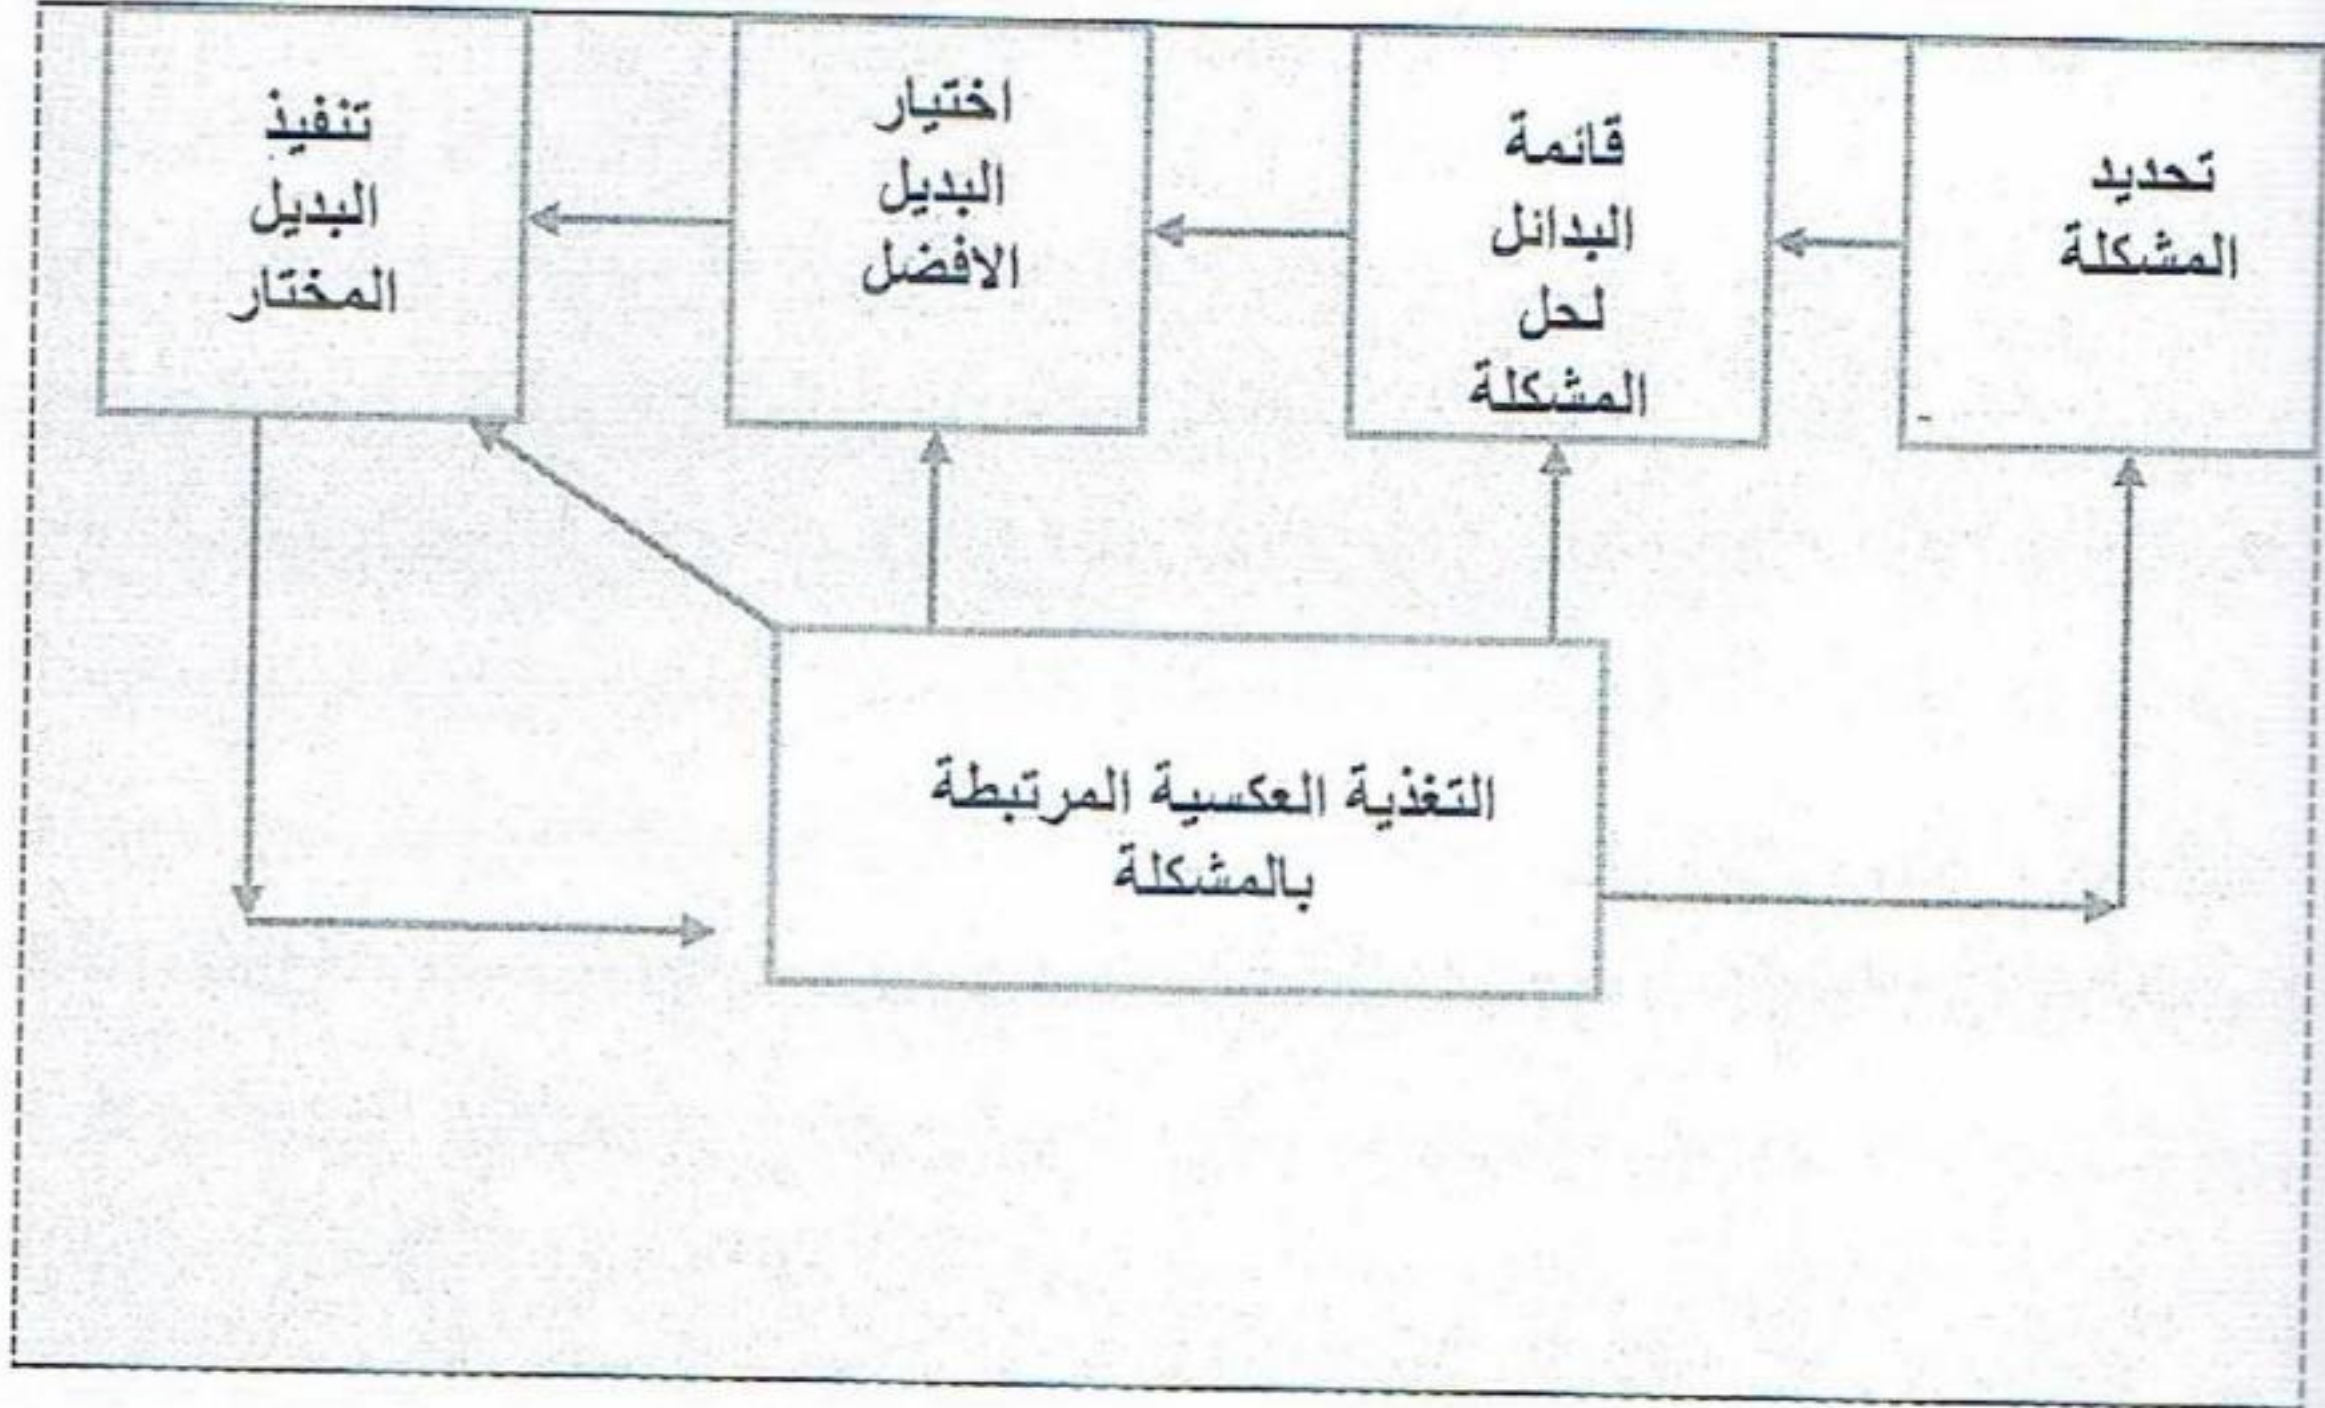 تحديد
المشكلة
قائمة
البدائل
لحل
المشكلة
اختيار
البديل
الافضل
تنفيذ
البديل
المختار
التغذية العكسية المرتبطة
بالمشكلة